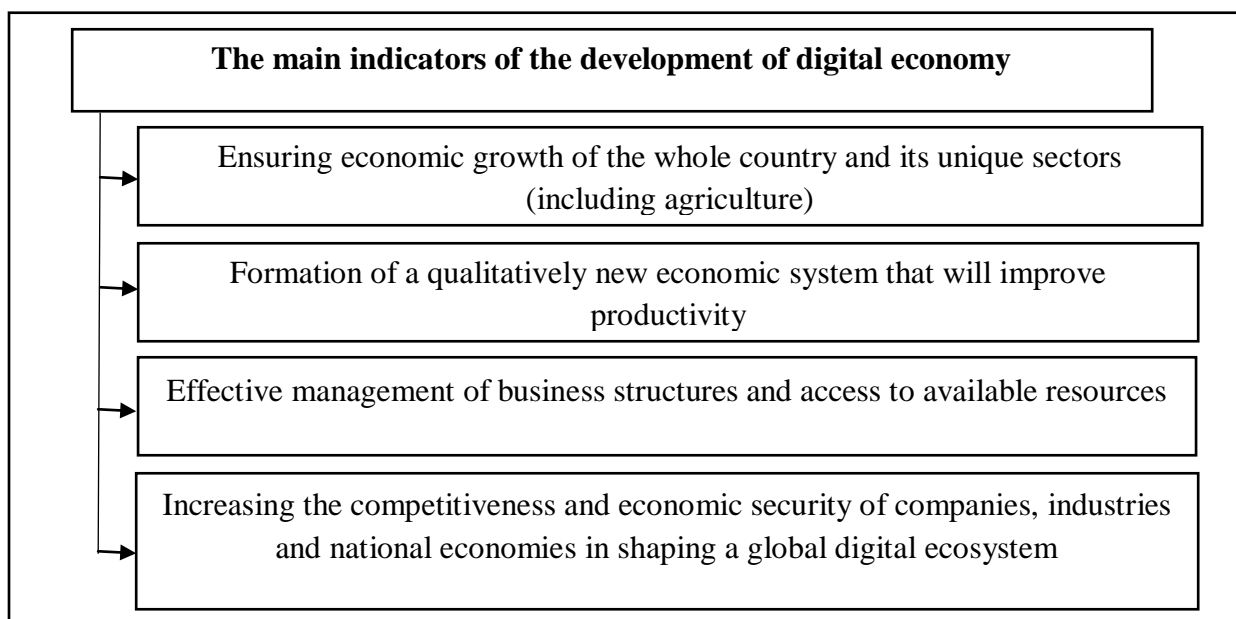 The main indicators of the development of digital economy
Ensuring economic growth of the whole country and its unique sectors
(including agriculture)
Formation of a qualitatively new economic system that will improve
productivity
Effective management of business structures and access to available resources
Increasing the competitiveness and economic security of companies, industries
and national economies in shaping a global digital ecosystem